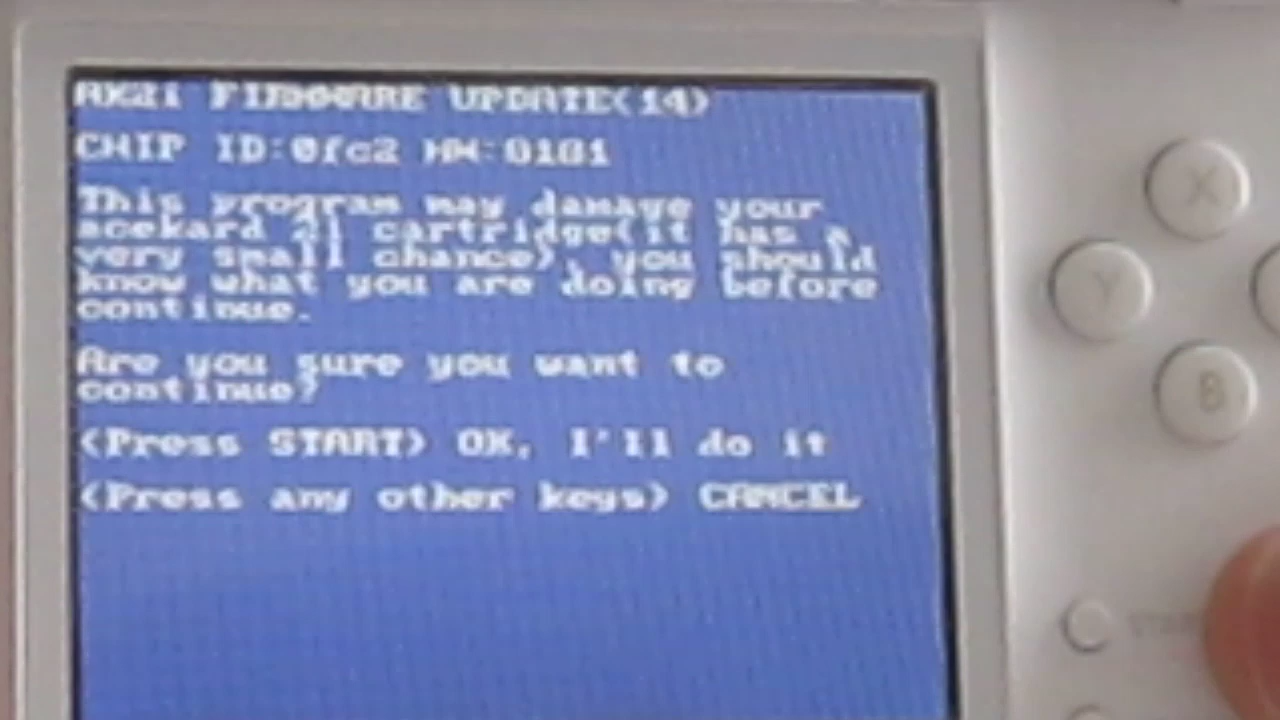 AK2i FIRMWARE UPDATE(14)
CHIP ID:0fc2 HW:8181
This program may damage your
acekard 2i cartridge(it has a
very small chance), you should
know what you are doing before
continue.
Are you sure you want to
continue?
(Press START) OK, I'll do it
(Press any other keys) CANCEL
X
Y
B